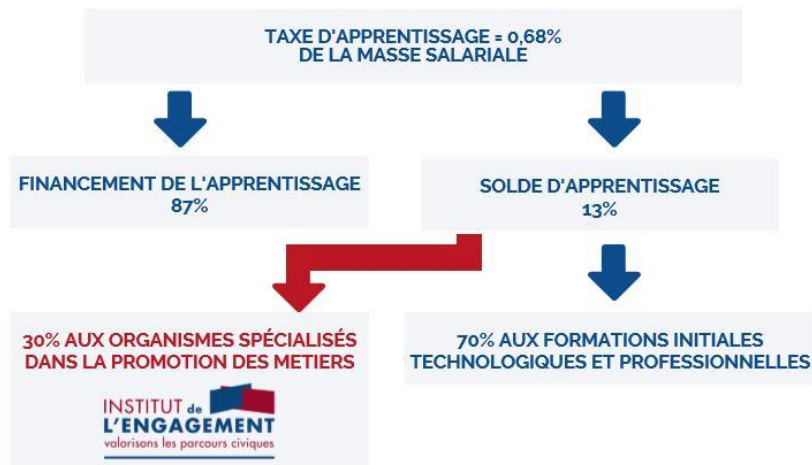 TAXE D'APPRENTISSAGE = 0,68%
DE LA MASSE SALARIALE
FINANCEMENT DE L'APPRENTISSAGE
87%
SOLDE D'APPRENTISSAGE
13%
30% AUX ORGANISMES SPÉCIALISÉS
DANS LA PROMOTION DES METIERS
INSTITUT de
L'ENGAGEMENT
valorisons les parcours civiques
70% AUX FORMATIONS INITIALES
TECHNOLOGIQUES ET PROFESSIONNELLES